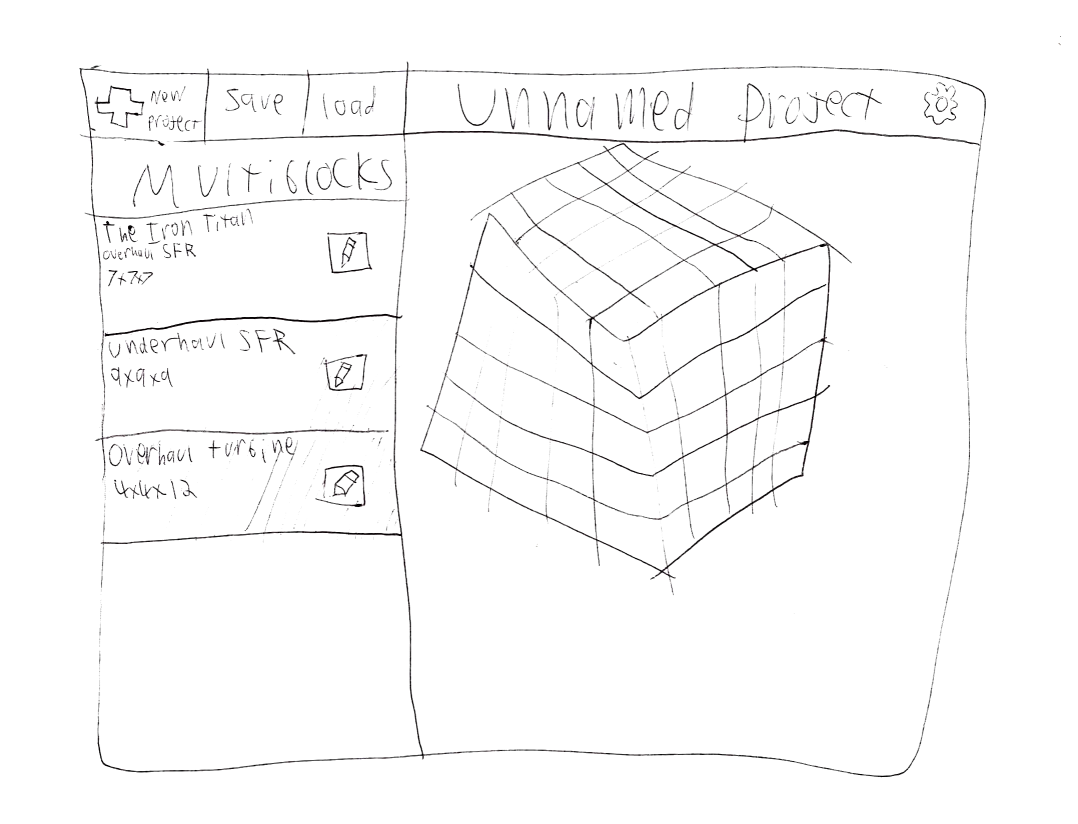 New
project
save
load
Unnamed project
Multiblocks
The Iron Titan
overhaul SFR
7x7x7
underhaul SFR
9x9x9
Overhaul turbine
4x4x12